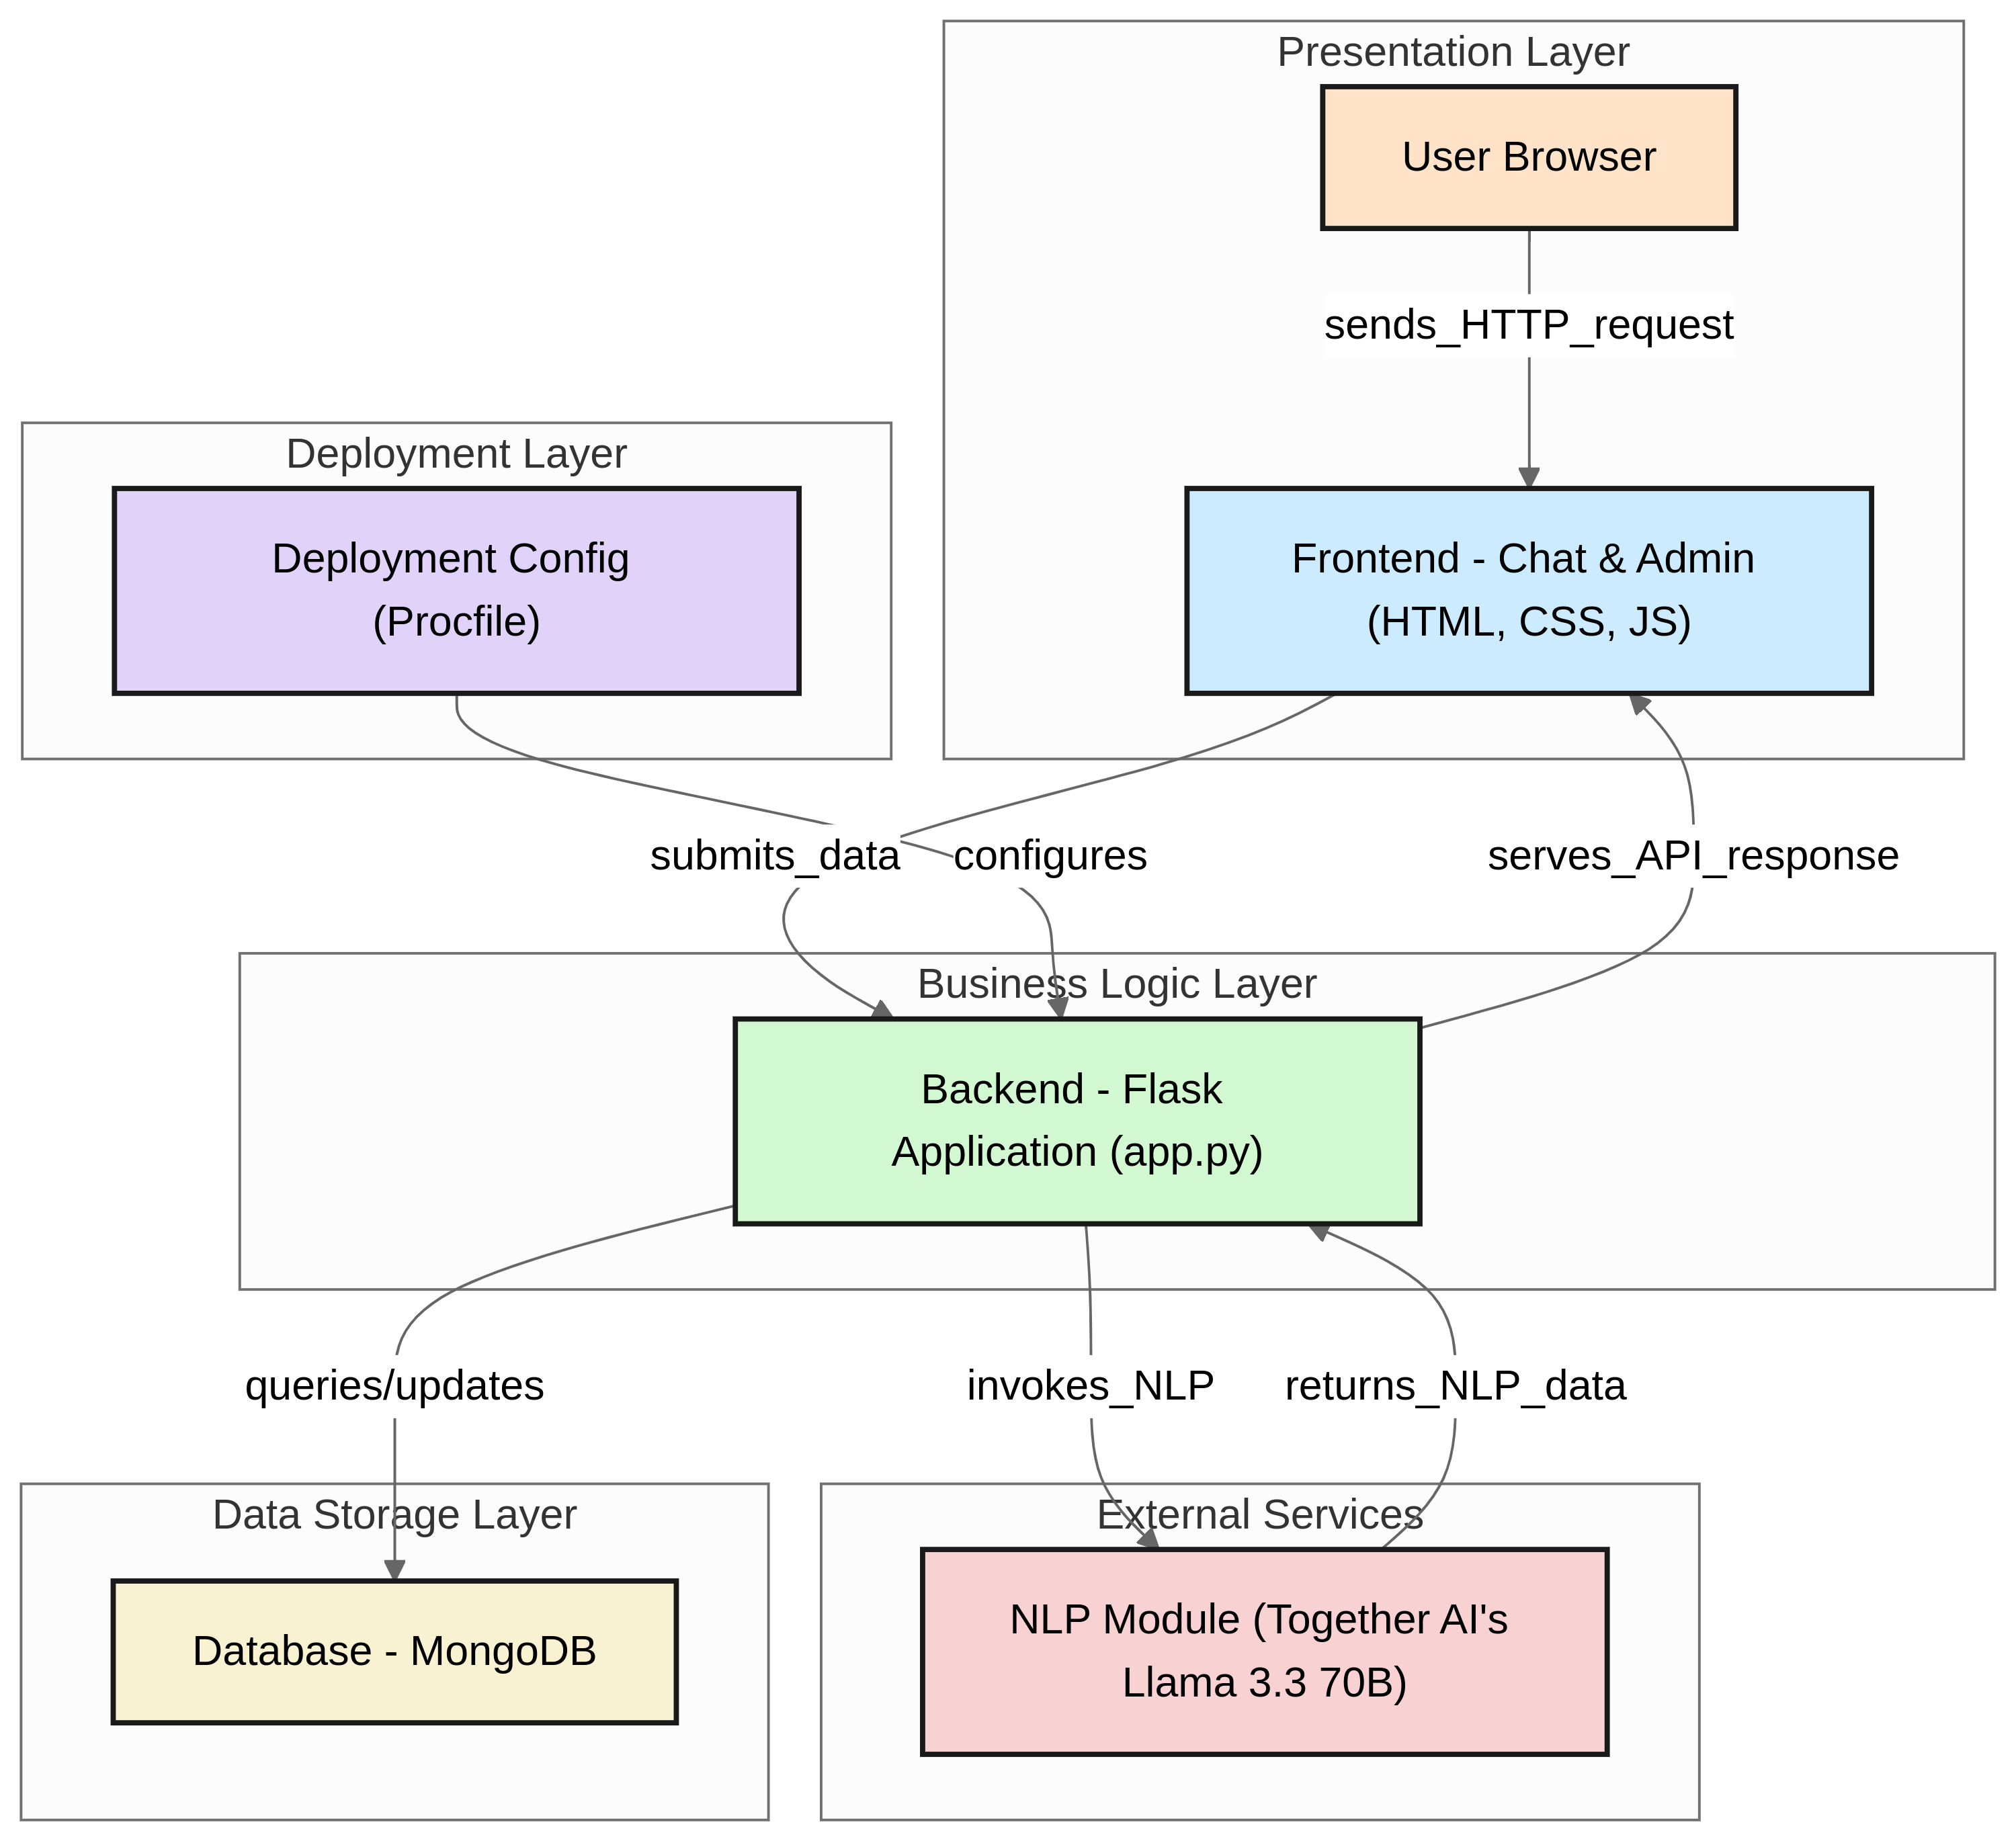 Presentation Layer
User Browser
sends_HTTP_request
Deployment Layer
Deployment Config
(Procfile)
Frontend - Chat & Admin
(HTML, CSS, JS)
submits_data
configures
serves_API_response
Business Logic Layer
Backend - Flask
Application (app.py)
queries/updates
invokes_NLP
returns_NLP_data
Data Storage Layer
Database - MongoDB
External Services
NLP Module (Together AI's
Llama 3.3 70B)